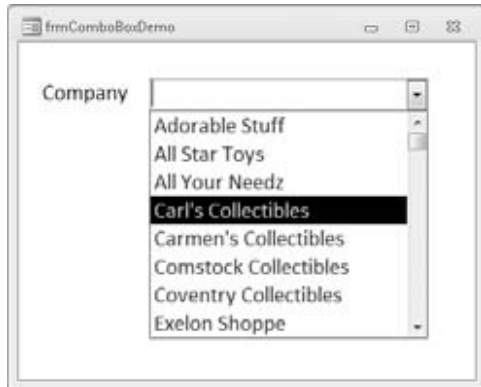 frmComboBoxDemo
Company
Adorable Stuff
All Star Toys
All Your Needz
Carl's Collectibles
Carmen's Collectibles
Comstock Collectibles
Coventry Collectibles
Exelon Shoppe